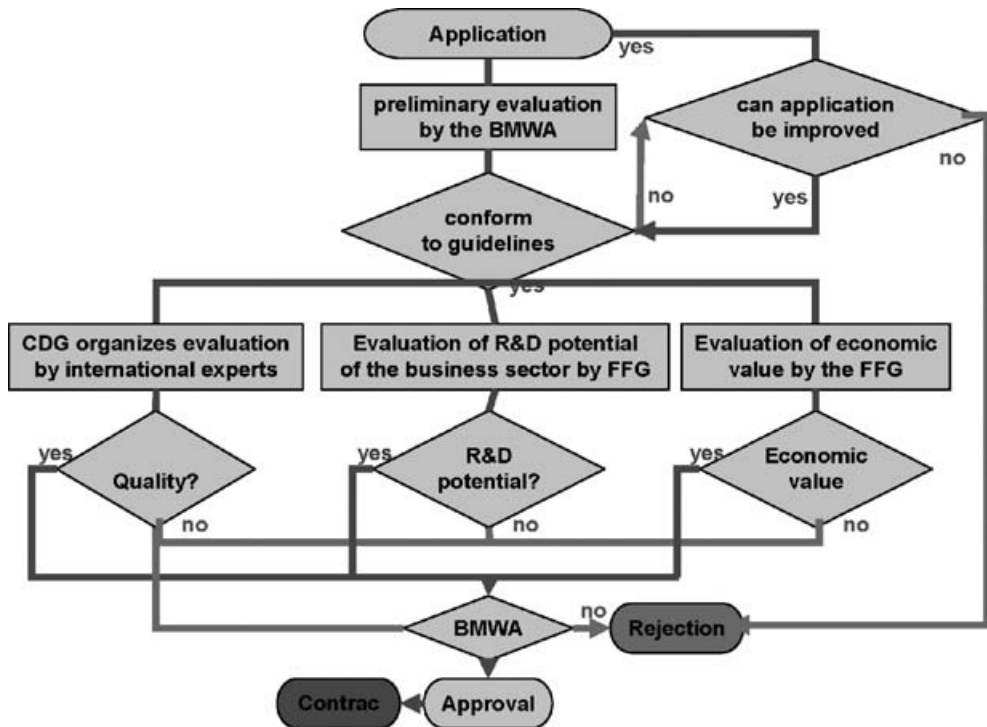 Application
yes
preliminary evaluation
by the BMWA
can application
be improved
no
no
yes
conform
to guidelines
yes
CDG organizes evaluation
by international experts
Evaluation of R&D potential
of the business sector by FFG
Evaluation of economic
value by the FFG
yes
Quality?
no
yes
R&D
potential?
no
yes
Economic
value
no
BMWA
no
Rejection
Contrac
Approval